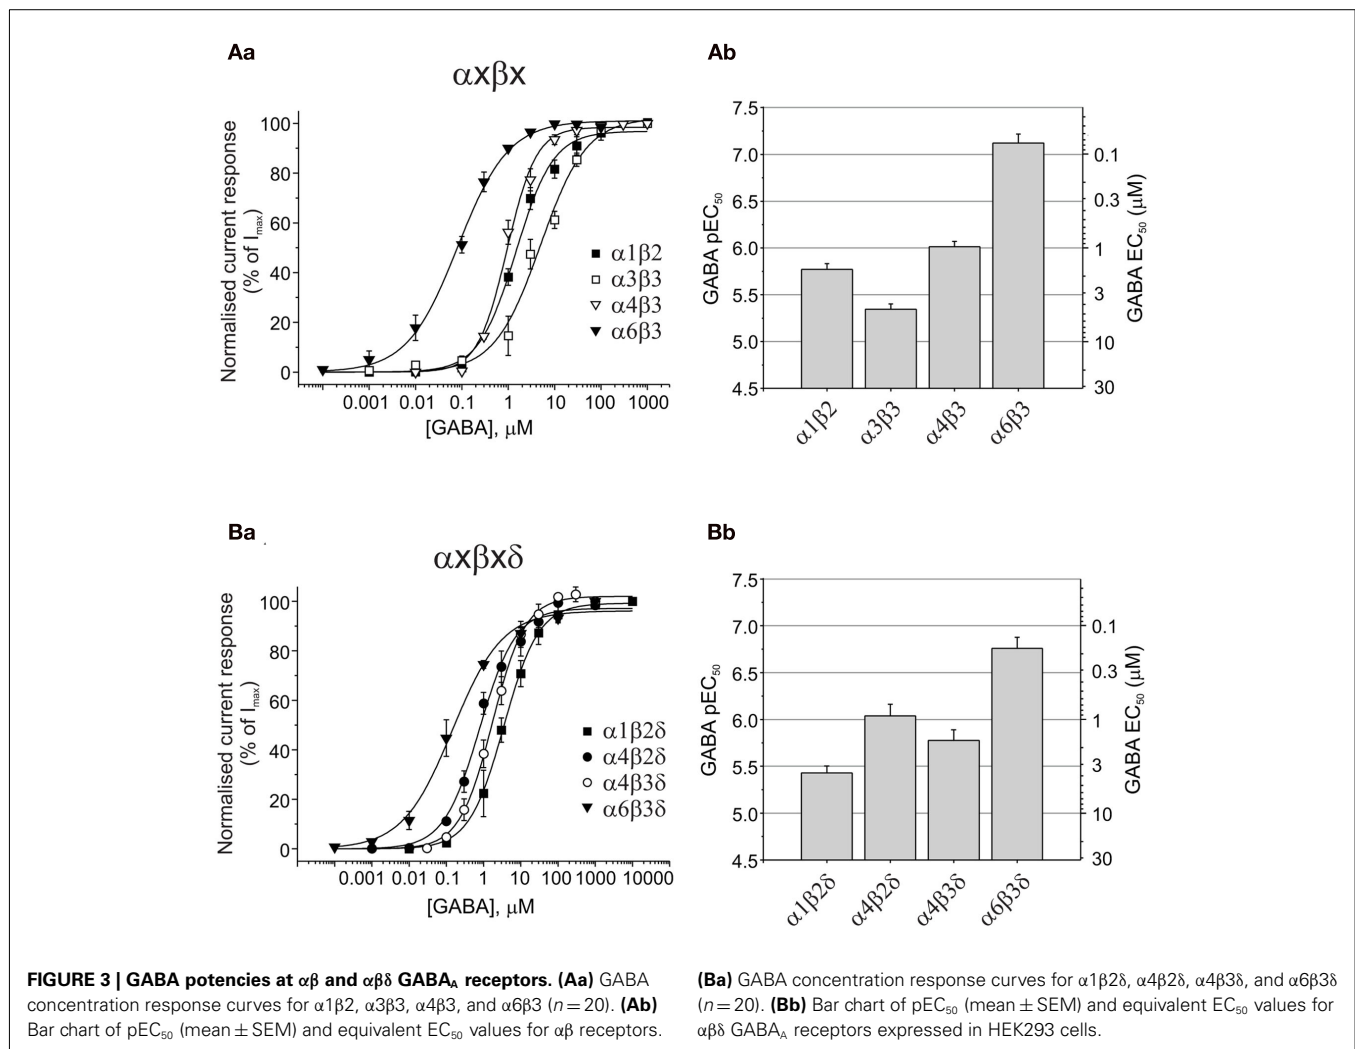 Aa
αxβx
Normalised current response
(% of Imax)
100
80
60
40
20
0
α1β2
α3β3
α4β3
α6β3
0.001 0.01 0.1 1 10 100 1000
[GABA], μM
Ab
GABA pEC50
7.5
7.0
6.5
6.0
5.5
5.0
4.5
0.1
0.3
1
3
10
30
GABA EC50 (μM)
α1β2 α3β3 α4β3 α6β3
Ba
αxβxδ
Normalised current response
(% of Imax)
100
80
60
40
20
0
α1β2δ
α4β2δ
α4β3δ
α6β3δ
0.001 0.01 0.1 1 10 100 1000 10000
[GABA], μM
Bb
GABA pEC50
7.5
7.0
6.5
6.0
5.5
5.0
4.5
0.1
0.3
1
3
10
30
GABA EC50 (μM)
α1β2δ α4β2δ α4β3δ α6β3δ
FIGURE 3 | GABA potencies at αβ and αβδ GABAA receptors. (Aa) GABA
concentration response curves for α1β2, α3β3, α4β3, and α6β3 (n = 20). (Ab)
Bar chart of pEC50 (mean ± SEM) and equivalent EC50 values for αβ receptors.
(Ba) GABA concentration response curves for α1β2δ, α4β2δ, α4β3δ, and α6β3δ
(n = 20). (Bb) Bar chart of pEC50 (mean ± SEM) and equivalent EC50 values for
αβδ GABAA receptors expressed in HEK293 cells.